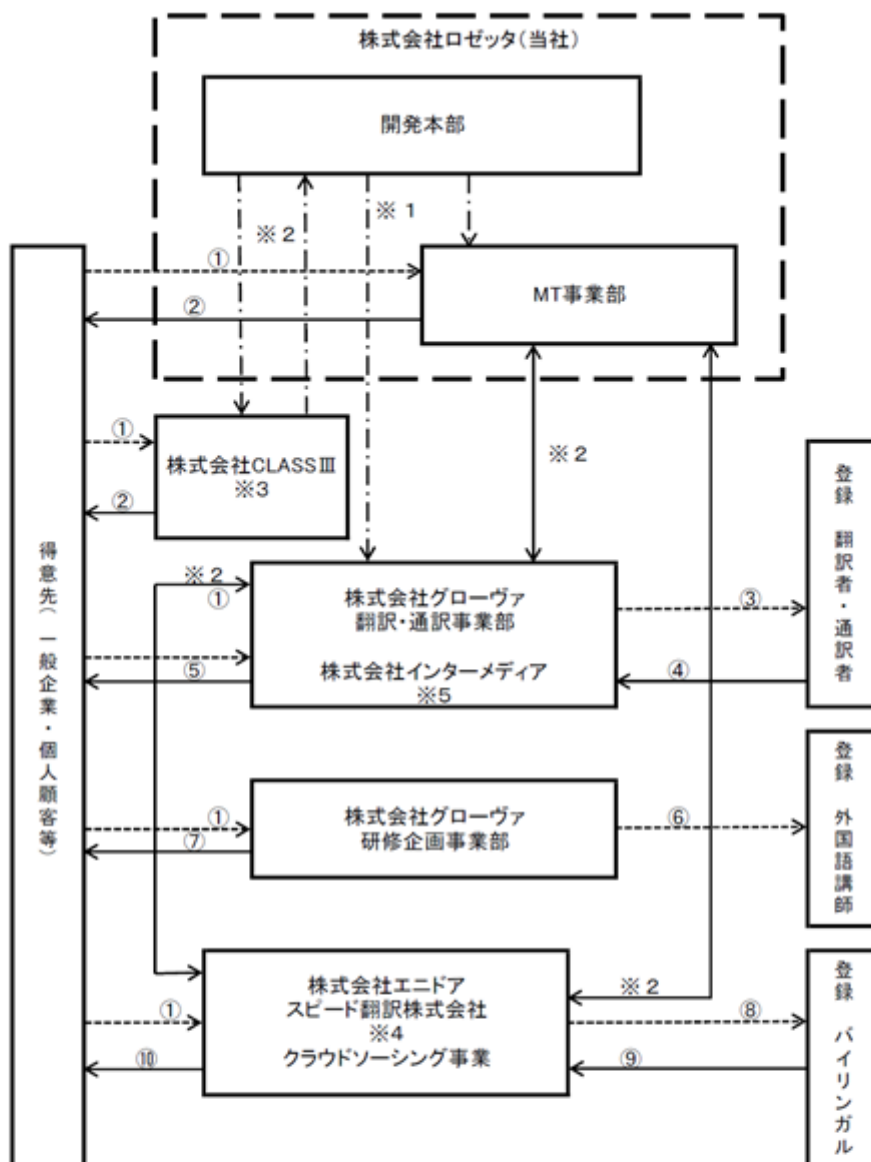 株式会社ロゼッタ(当社)
開発本部
※2
※1
①
MT事業部
②
①
株式会社CLASSⅢ
※3
②
※2
登録 翻訳者・通訳者
得意先(一般企業・個人顧客等)
※2
①
株式会社グローヴァ
翻訳・通訳事業部
③
株式会社インターメディア
※5
⑤
④
①
株式会社グローヴァ
研修企画事業部
⑥
⑦
登録 外国語講師
株式会社エニドア
スピード翻訳株式会社
※4
クラウドソーシング事業
※2
①
⑧
⑩
⑨
登録 バイリンガル